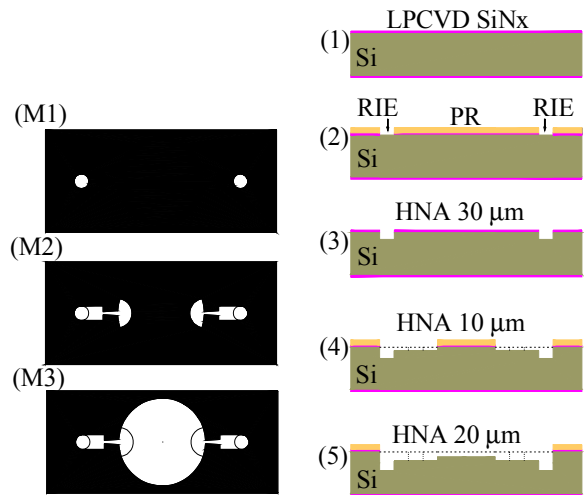 (M1)
(M2)
(M3)
LPCVD SiNx
(1)
Si
RIE
PR
RIE
(2)
Si
HNA 30 μm
(3)
Si
HNA 10 μm
(4)
Si
HNA 20 μm
(5)
Si